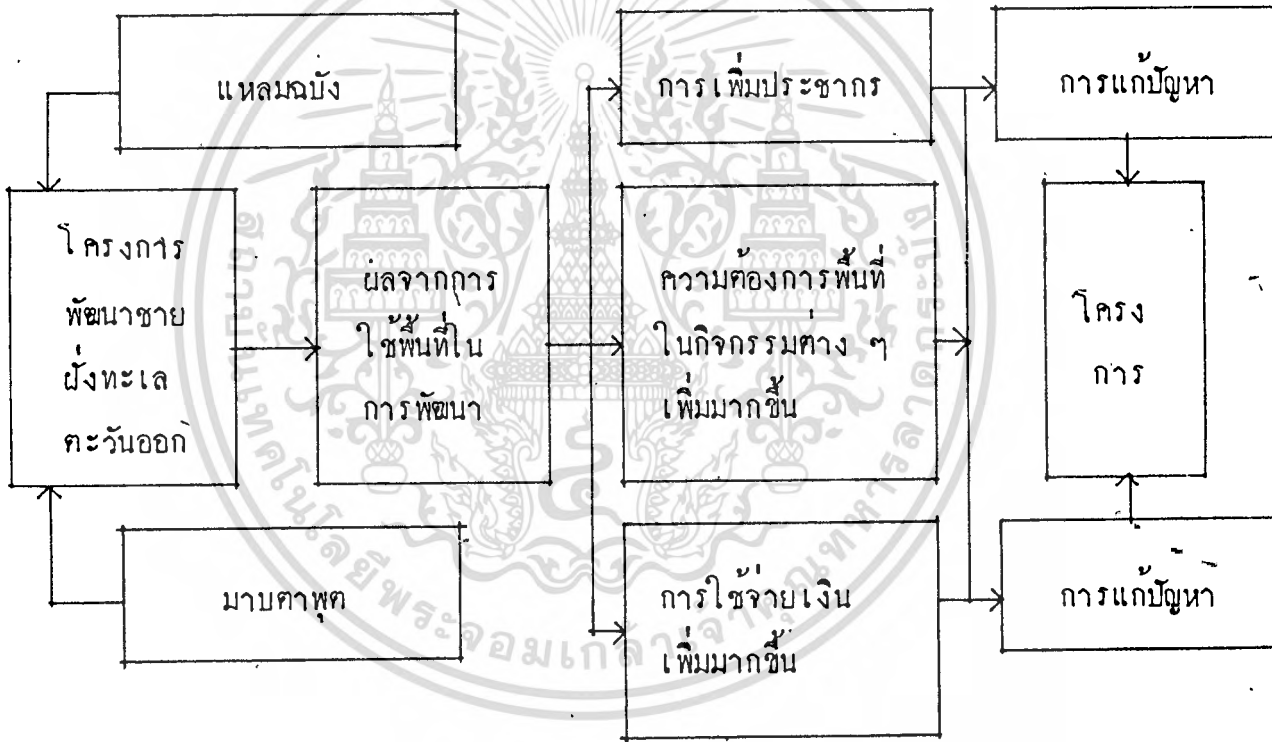 แหลมฉบัง
การเพิ่มประชากร
การแก้ปัญหา
โครงการ
พัฒนาชาย
ฝั่งทะเล
ตะวันออก
ผลจากการ
ใช้พื้นที่ใน
การพัฒนา
ความต้องการพื้นที่
ในกิจกรรมต่าง ๆ
เพิ่มมากขึ้น
โครง
การ
มาบตาพุด
การใช้จ่ายเงิน
เพิ่มมากขึ้น
การแก้ปัญหา